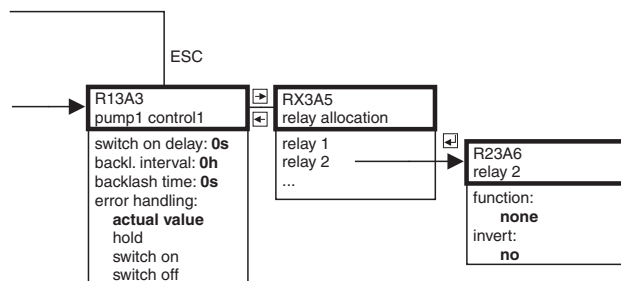 ESC
R13A3
pump1 control1
switch on delay: 0s
backl. interval: 0h
backlash time: 0s
error handling:
actual value
hold
switch on
switch off
RX3A5
relay allocation
relay 1
relay 2
...
R23A6
relay 2
function:
none
invert:
no